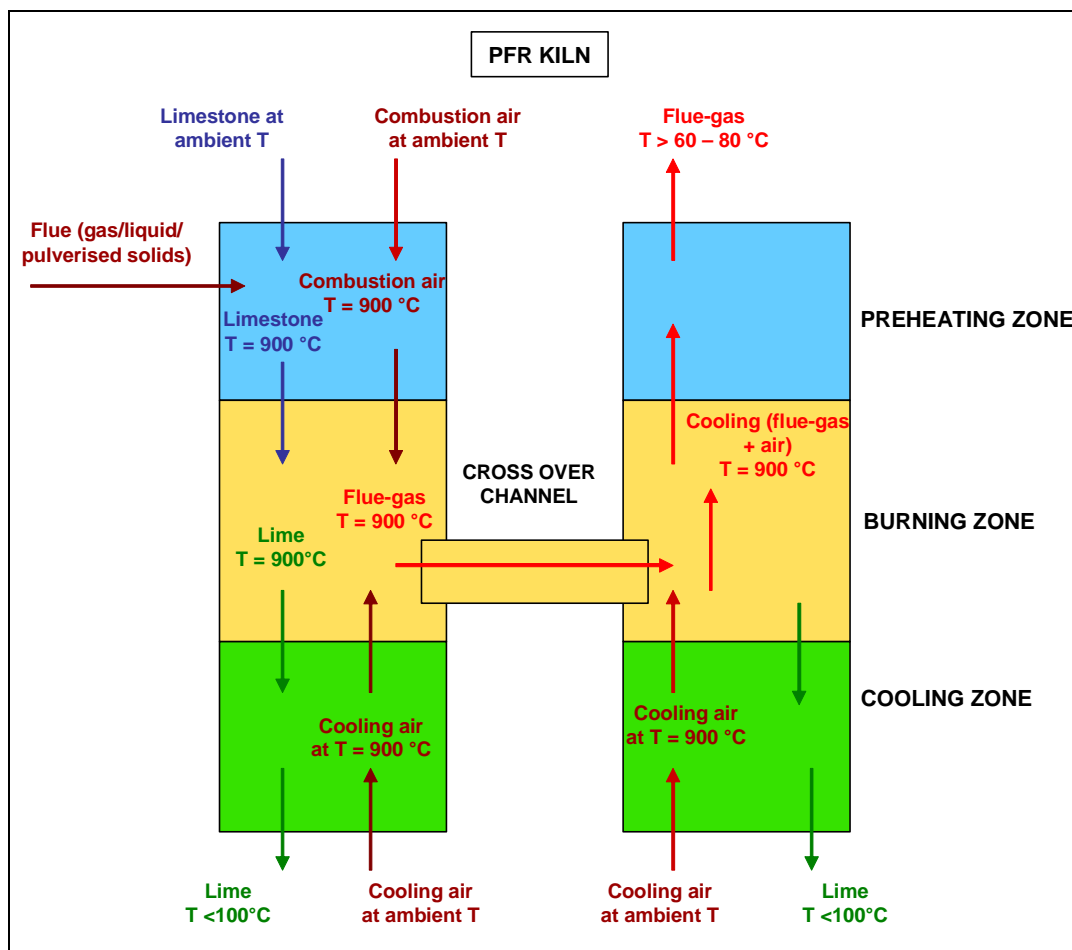 PFR KILN
Limestone at
ambient T
Combustion air
at ambient T
Flue-gas
T > 60 – 80 °C
Flue (gas/liquid/
pulverised solids)
Combustion air
T = 900 °C
Limestone
T = 900 °C
PREHEATING ZONE
Cooling (flue-gas
+ air)
T = 900 °C
CROSS OVER
CHANNEL
Flue-gas
T = 900 °C
BURNING ZONE
Lime
T = 900°C
COOLING ZONE
Cooling air
at T = 900 °C
Cooling air
at T = 900 °C
Lime
T <100°C
Cooling air
at ambient T
Cooling air
at ambient T
Lime
T <100°C